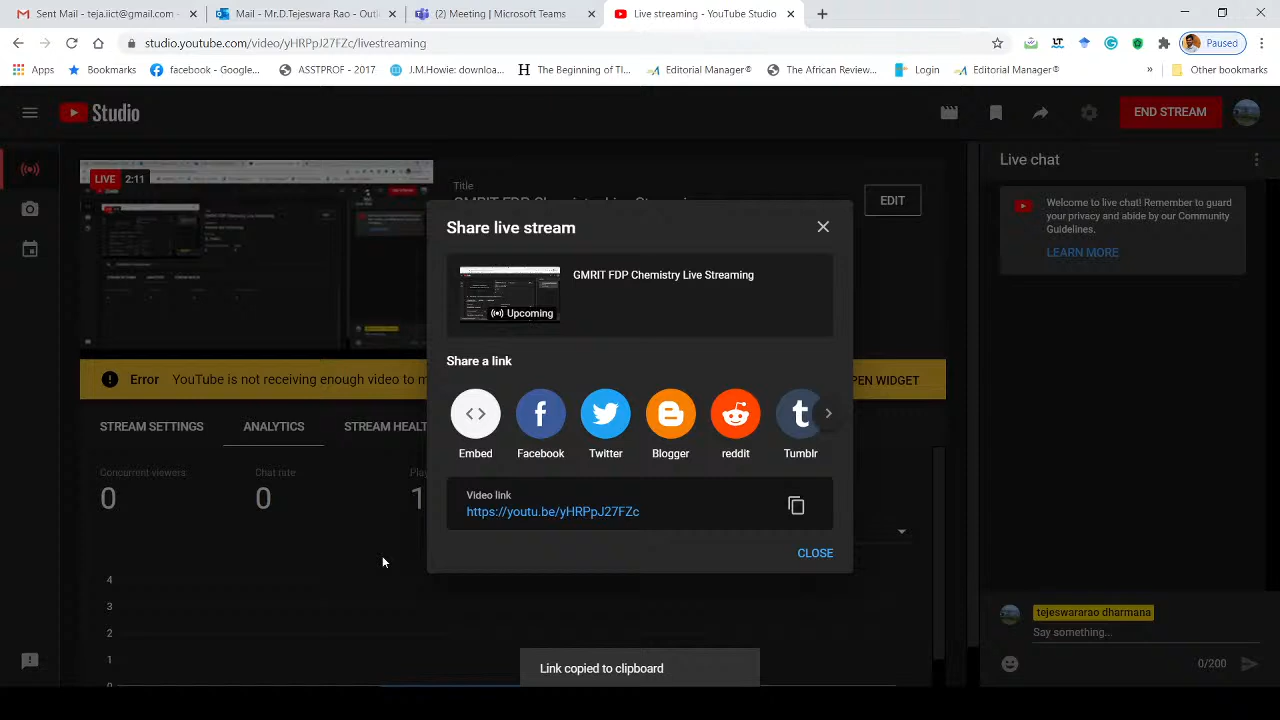 Sent Mail - tej.iict@gmail.com
Mail - Mr.D.Tejeswara Rao - Outl
(2) Meeting | Microsoft Teams
Live streaming - YouTube Studio
studio.youtube.com/video/yHRPpJ27FZc/livestreaming
Paused
Apps
Bookmarks
facebook - Google...
ASSTPROF - 2017
J.M.Howie: downlo...
The Beginning of TI...
Editorial Manager®
The African Review...
Login
Editorial Manager®
Other bookmarks
Studio
END STREAM
LIVE 2:11
Title
EDIT
Live chat
Welcome to live chat! Remember to guard
your privacy and abide by our Community
Guidelines.
LEARN MORE
Share live stream
GMRIT FDP Chemistry Live Streaming
Upcoming
Share a link
Embed
Facebook
Twitter
Blogger
reddit
Tumblr
Video link
https://youtu.be/yHRPpJ27FZc
CLOSE
Error YouTube is not receiving enough video to m
PEN WIDGET
STREAM SETTINGS
ANALYTICS
STREAM HEALT
Concurrent viewers
0
Chat rate
0
Play
1
4
3
2
1
0
tejeswararao dharmana
Say something...
0/200
Link copied to clipboard